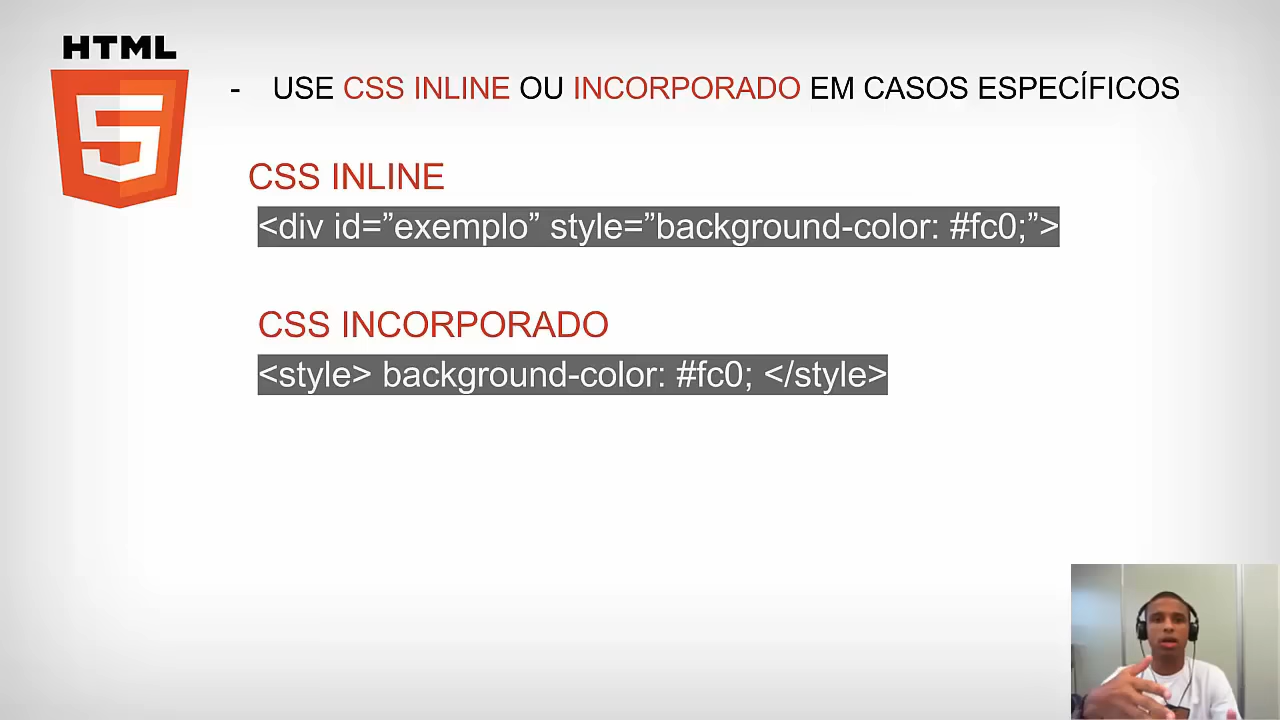 HTML
5
- USE CSS INLINE OU INCORPORADO EM CASOS ESPECÍFICOS
CSS INLINE
<div id=”exemplo” style=”background-color: #fc0;”>
CSS INCORPORADO
<style> background-color: #fc0; </style>